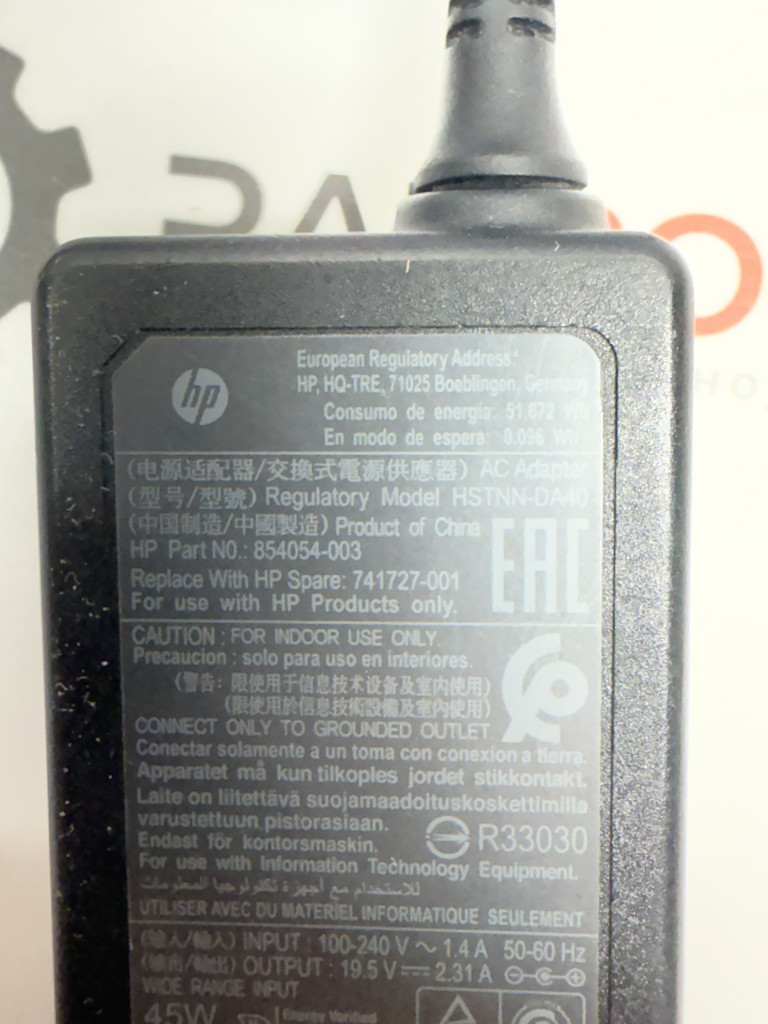 hp
European Regulatory Address:
HP, HQ-TRE, 71025 Boeblingen, Germany
Consumo de energía: 51.672 Wh
En modo de espera: 0.096 Wh
(电源适配器/交換式電源供應器) AC Adapter
(型号/型號) Regulatory Model HSTNN-DA40
(中国制造/中國製造) Product of China
HP Part N0.: 854054-003
EAC
Replace With HP Spare: 741727-001
For use with HP Products only.
CAUTION : FOR INDOOR USE ONLY.
Precaucion : solo para uso en interiores.
(警告: 限使用于信息技术设备及室内使用)
(限使用於信息技術設備及室內使用)
CONNECT ONLY TO GROUNDED OUTLET.
Conectar solamente a un toma con conexion a tierra.
Apparatet må kun tilkoples jordet stikkontakt.
Laite on liitettävä suojamaadoituskoskettimilla
varustettuun pistorasiaan.
Endast för kontorsmaskin.
R33030
For use with Information Technology Equipment.
للاستخدام مع أجهزة تكنولوجيا المعلومات
UTILISER AVEC DU MATERIEL INFORMATIQUE SEULEMENT
(输入/輸入) INPUT : 100-240 V ~ 1.4 A 50-60 Hz
(输出/輸出) OUTPUT : 19.5 V ⎓ 2.31 A
WIDE RANGE INPUT
45W
Energy Verified